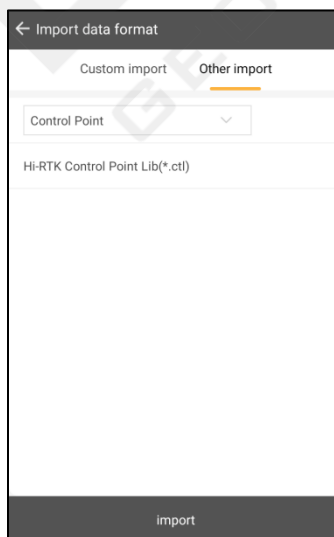 Import data format
Custom import Other import
Control Point
Hi-RTK Control Point Lib(*.ctl)
import